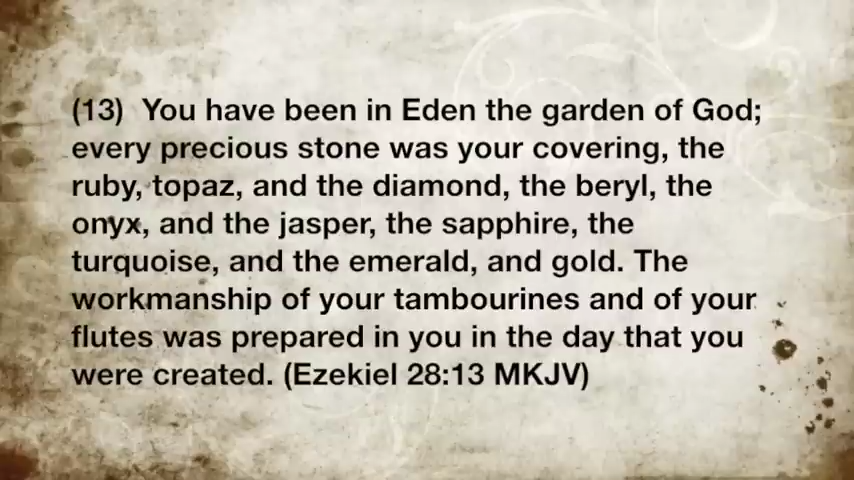 (13)  You have been in Eden the garden of God;
every precious stone was your covering, the
ruby, topaz, and the diamond, the beryl, the
onyx, and the jasper, the sapphire, the
turquoise, and the emerald, and gold. The
workmanship of your tambourines and of your
flutes was prepared in you in the day that you
were created. (Ezekiel 28:13 MKJV)